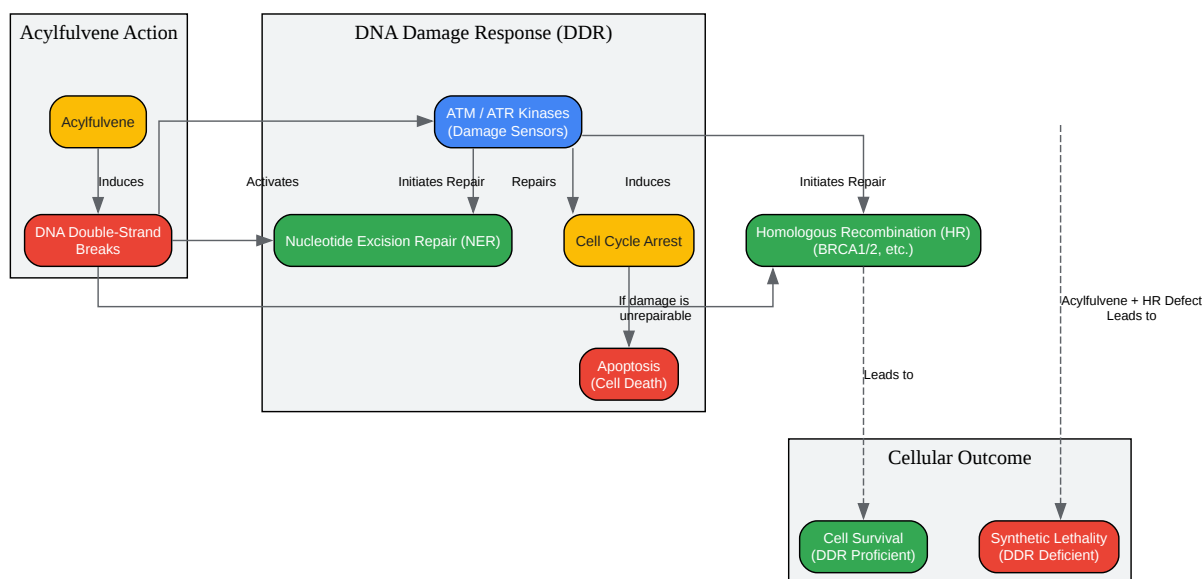 Acylfulvene Action
DNA Damage Response (DDR)
Acylfulvene
ATM / ATR Kinases
(Damage Sensors)
Induces
Activates
Initiates Repair
Repairs
Induces
Initiates Repair
DNA Double-Strand
Breaks
Nucleotide Excision Repair (NER)
Cell Cycle Arrest
Homologous Recombination (HR)
(BRCA1/2, etc.)
If damage is
unrepairable
Acylfulvene + HR Defect
Leads to
Apoptosis
(Cell Death)
Leads to
Cellular Outcome
Cell Survival
(DDR Proficient)
Synthetic Lethality
(DDR Deficient)